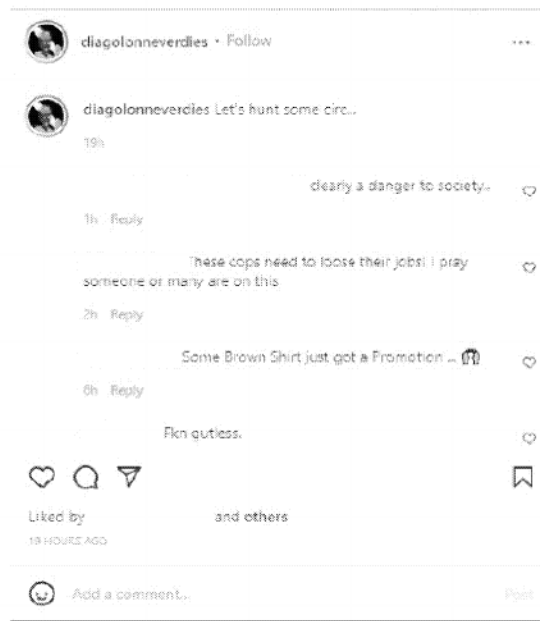 diagolonneverdies • Follow
diagolonneverdies Let's hunt some circ...
19h
clearly a danger to society..
1h Reply
These cops need to loose their jobs! I pray
someone or many are on this
2h Reply
Some Brown Shirt just got a Promotion ...
6h Reply
Fkn gutless.
Liked by and others
19 HOURS AGO
Add a comment... Post